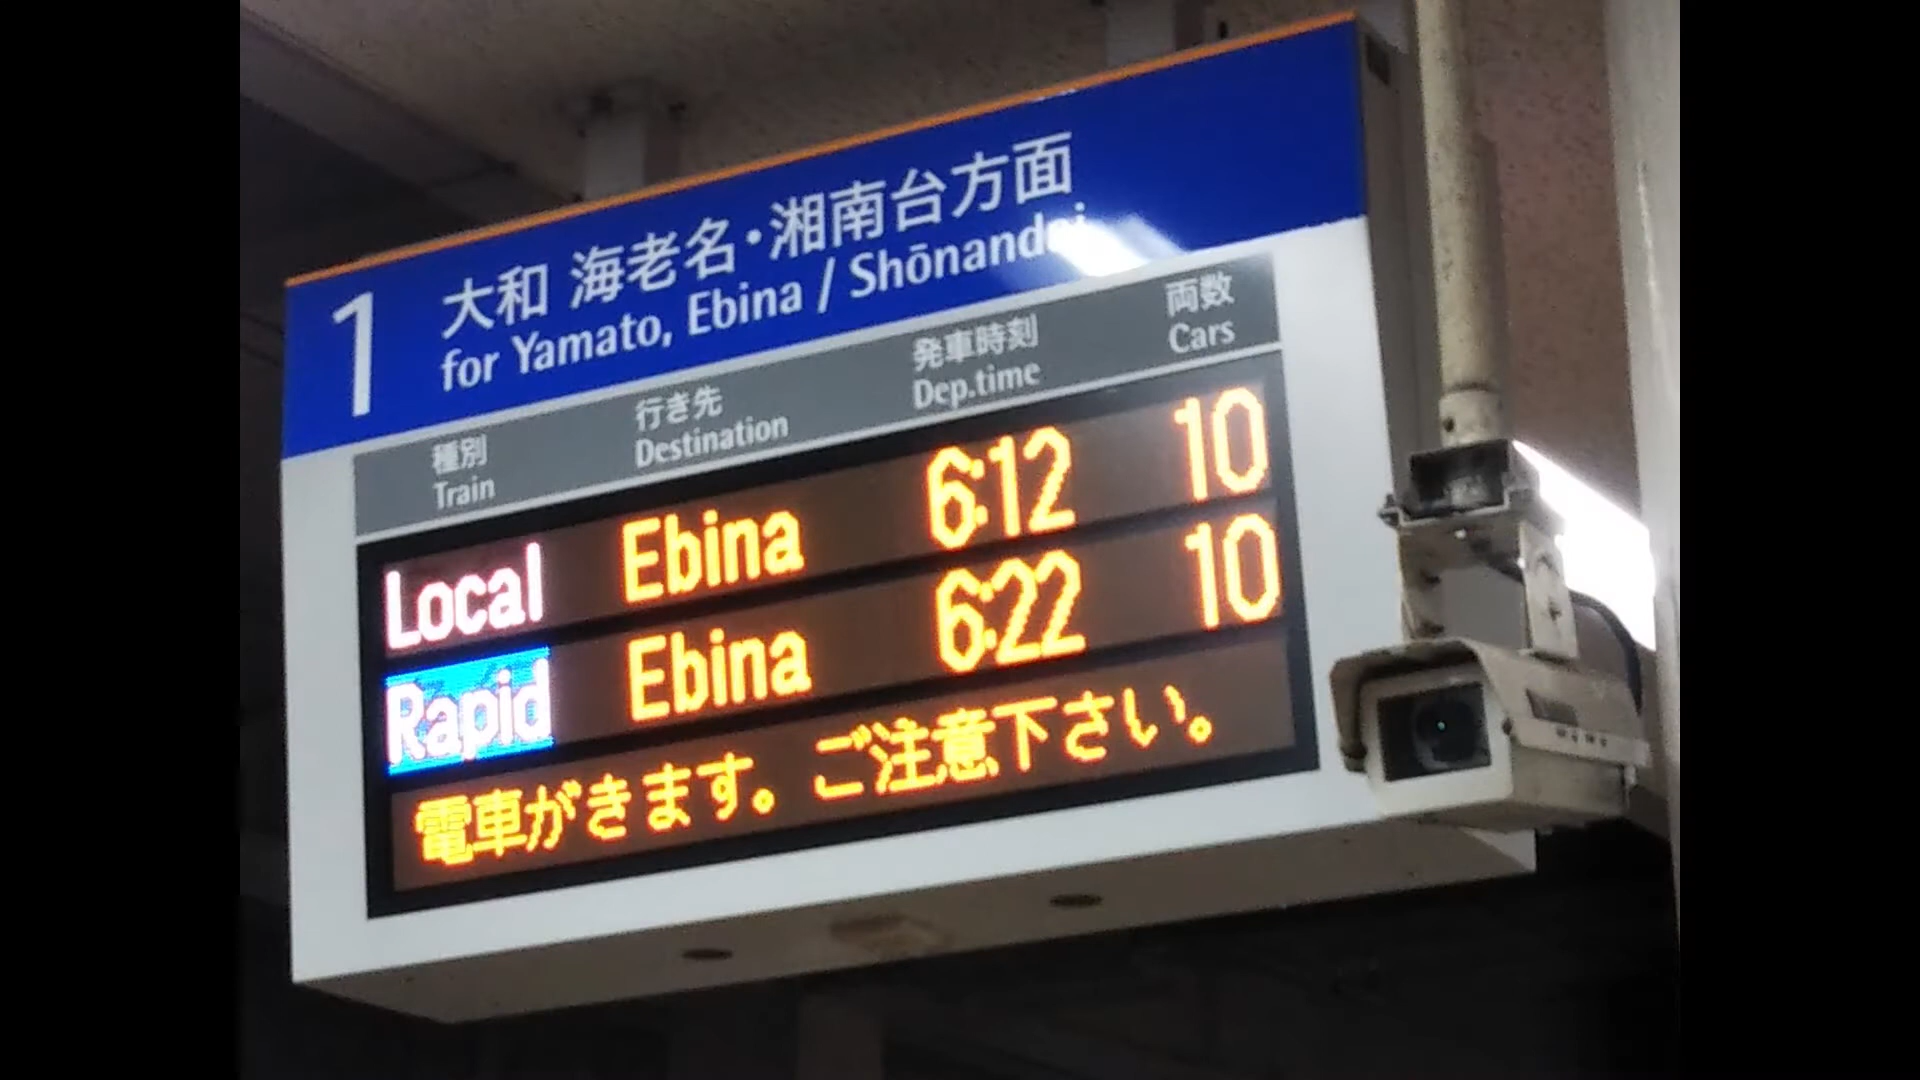 1
大和 海老名・湘南台方面
for Yamato, Ebina / Shōnandai
種別 行き先 発車時刻 両数
Train Destination Dep.time Cars
Local Ebina 6:12 10
Rapid Ebina 6:22 10
電車がきます。ご注意下さい。